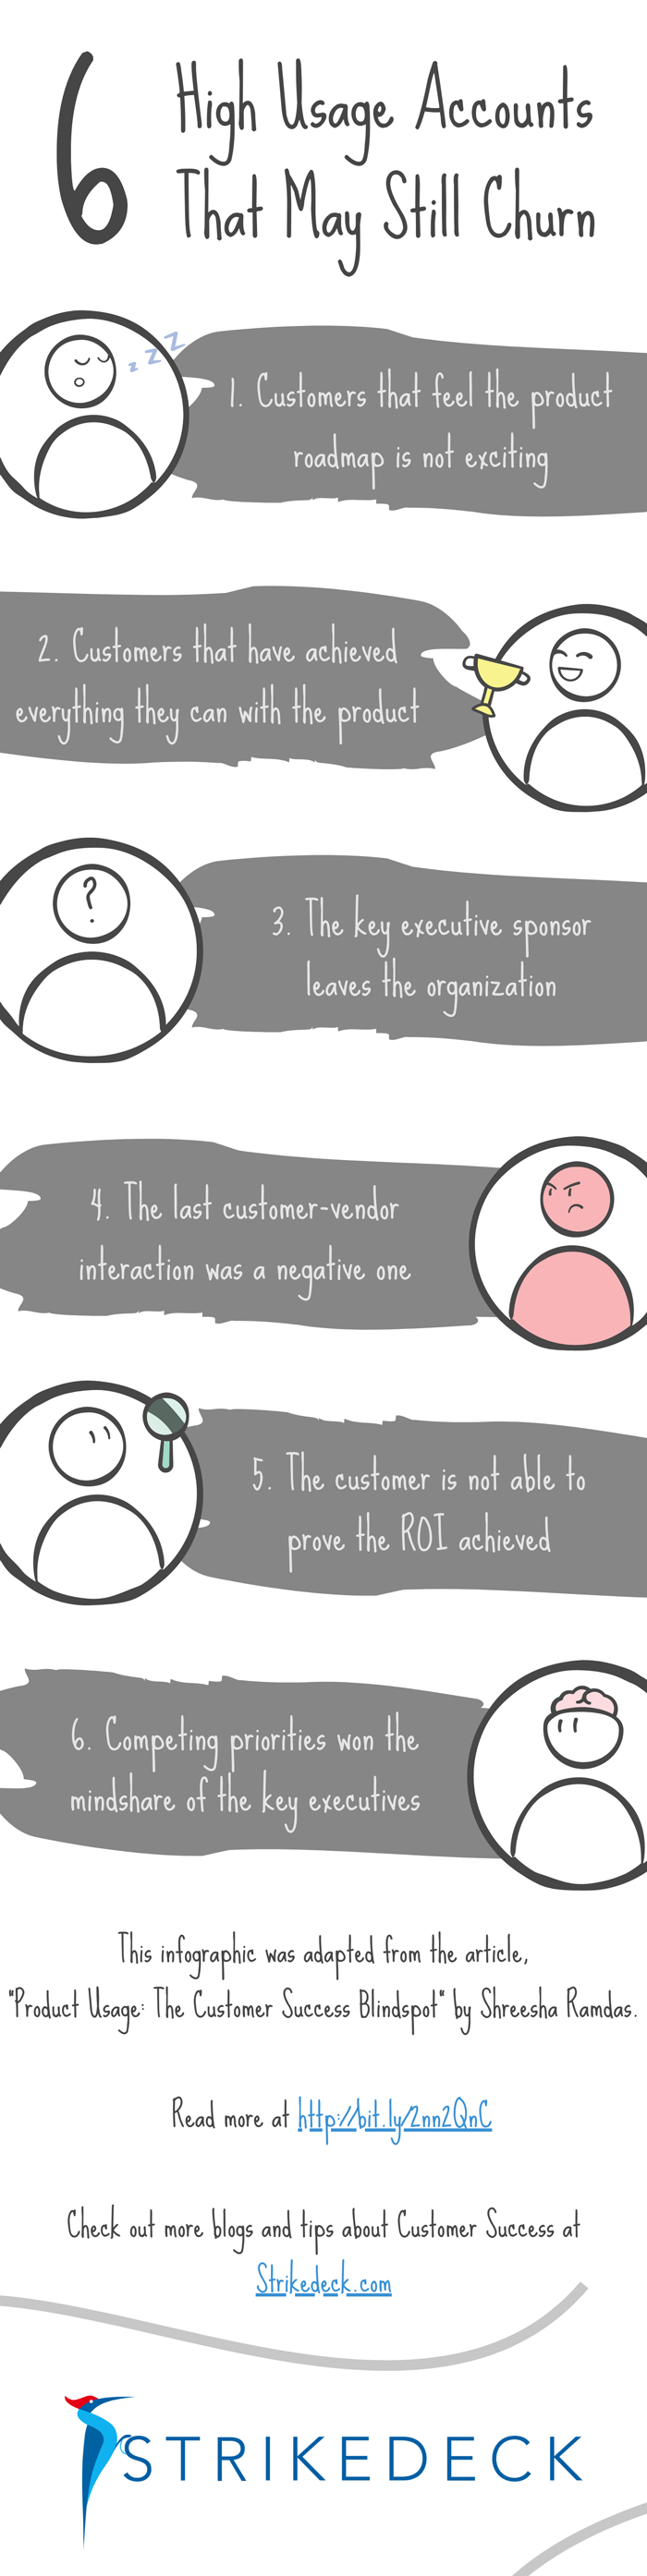 6
High Usage Accounts
That May Still Churn
z z z
1. Customers that feel the product
roadmap is not exciting
2. Customers that have achieved
everything they can with the product
?
3. The key executive sponsor
leaves the organization
4. The last customer-vendor
interaction was a negative one
5. The customer is not able to
prove the ROI achieved
6. Competing priorities won the
mindshare of the key executives
This infographic was adapted from the article,
"Product Usage: The Customer Success Blindspot" by Shreesha Ramdas.
Read more at http://bit.ly/2nn2QnC
Check out more blogs and tips about Customer Success at
Strikedeck.com
STRIKEDECK